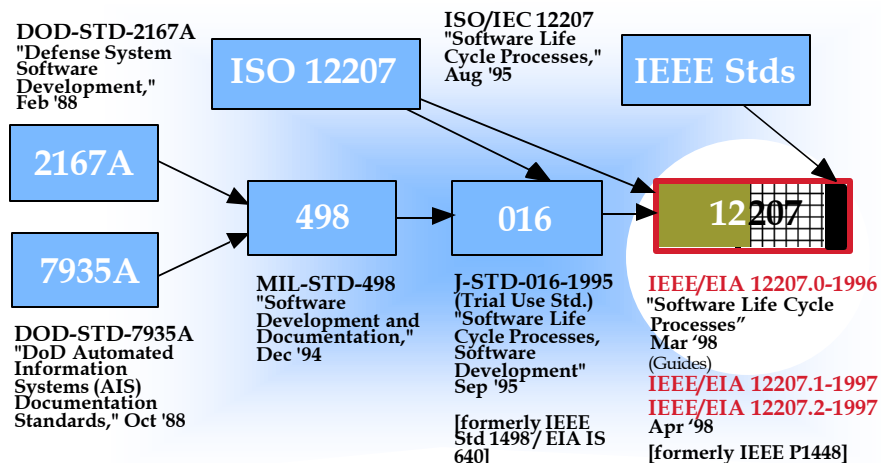 DOD-STD-2167A
"Defense System
Software
Development,"
Feb '88
ISO 12207
ISO/IEC 12207
"Software Life
Cycle Processes,"
Aug '95
IEEE Stds
2167A
498
016
12207
7935A
DOD-STD-7935A
"DoD Automated
Information
Systems (AIS)
Documentation
Standards," Oct '88
MIL-STD-498
"Software
Development and
Documentation,"
Dec '94
J-STD-016-1995
(Trial Use Std.)
"Software Life
Cycle Processes,
Software
Development"
Sep '95
[formerly IEEE
Std 1498/ EIA IS
640]
IEEE/EIA 12207.0-1996
"Software Life Cycle
Processes”
Mar ‘98
(Guides)
IEEE/EIA 12207.1-1997
IEEE/EIA 12207.2-1997
Apr ‘98
[formerly IEEE P1448]